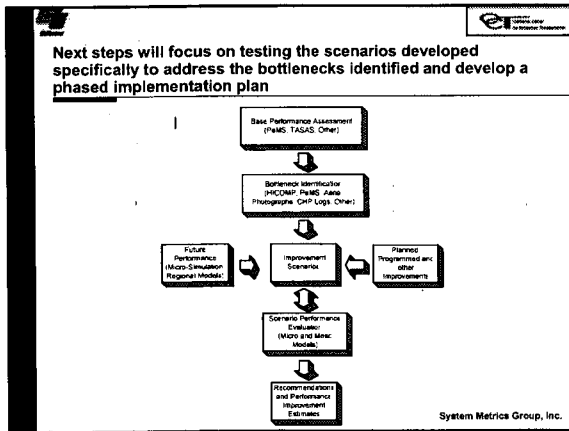 Next steps will focus on testing the scenarios developed
specifically to address the bottlenecks identified and develop a
phased implementation plan
Base Performance Assessment
(PeMS, TASAS, Other)
Bottleneck Identification
(HICOMP, PeMS, Aerial
Photographs, CHP Logs, Other)
Future
Performance
(Micro-Simulation
Regional Models)
Improvement
Scenarios
Planned
Programmed and
other
Improvements
Scenario Performance
Evaluation
(Micro and Meso
Models)
Recommendations
and Performance
Improvement
Estimates
System Metrics Group, Inc.